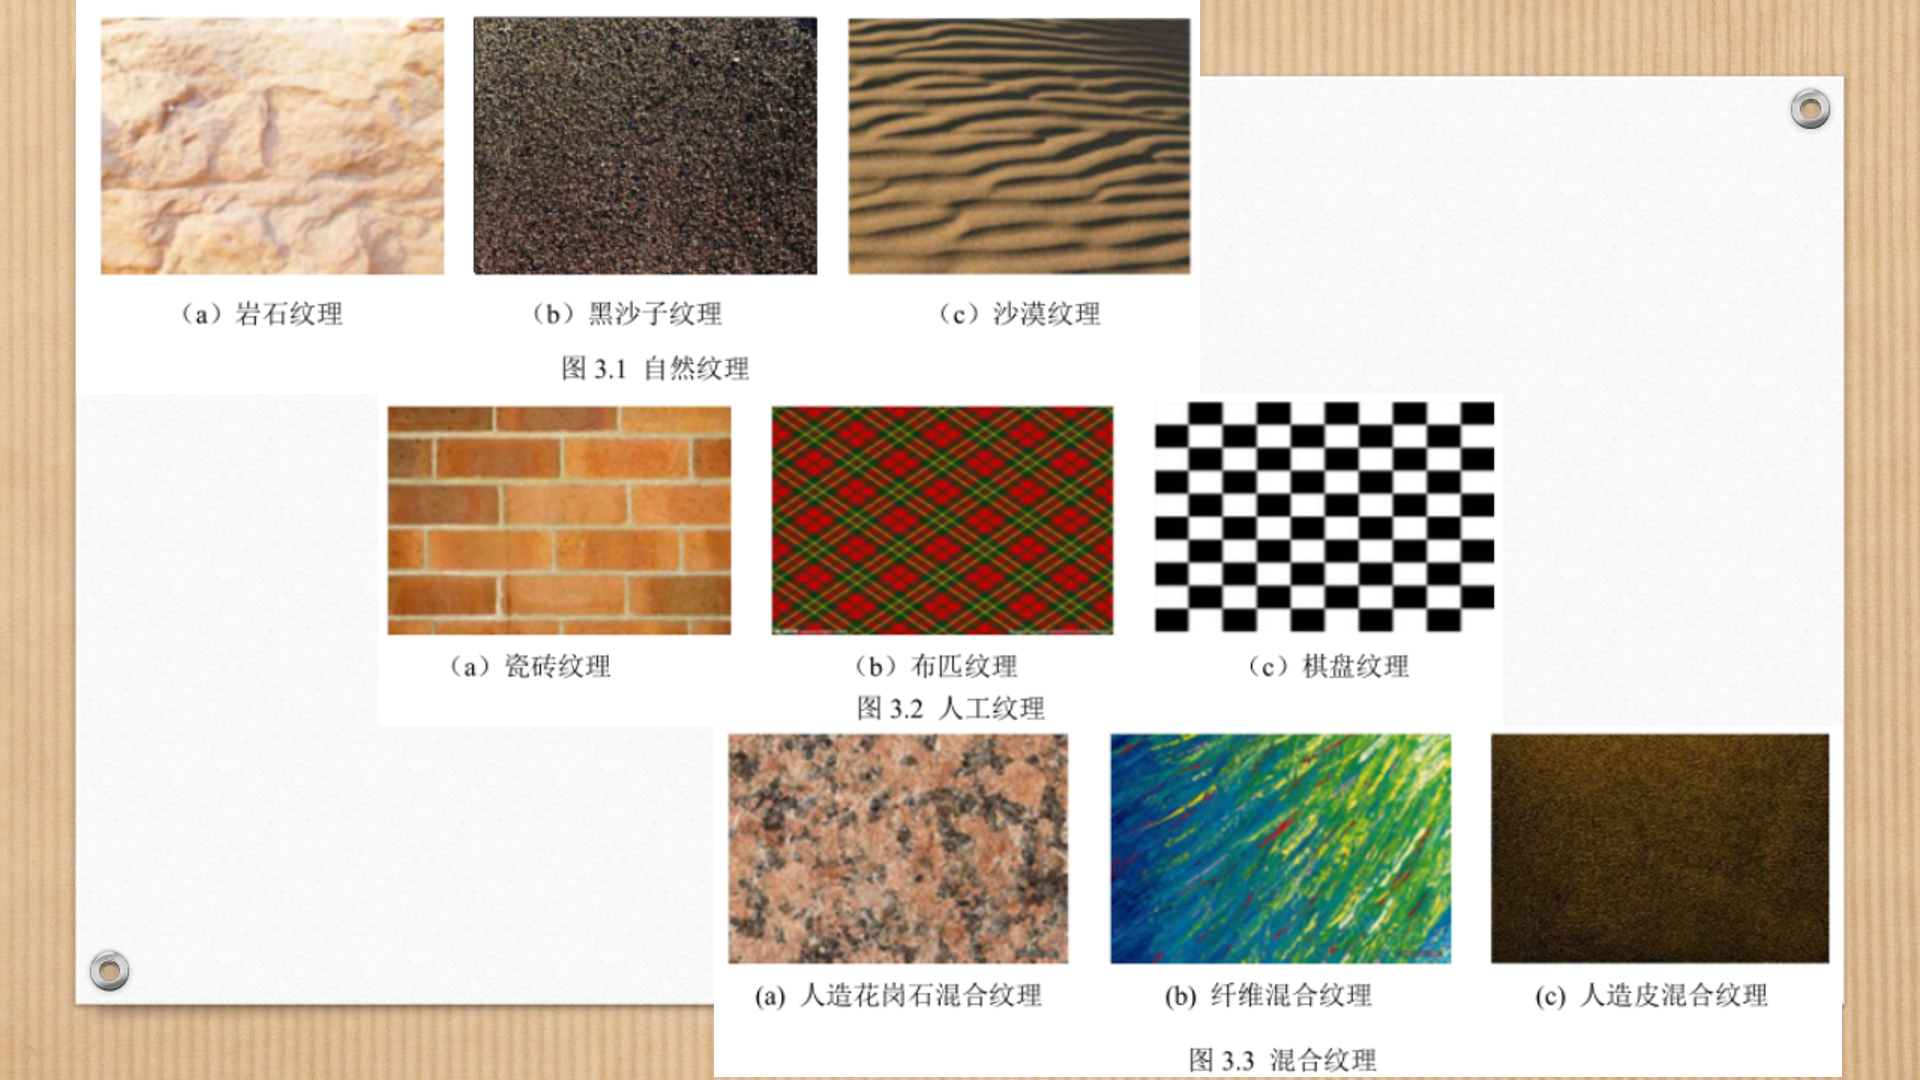 （a）岩石纹理
（b）黑沙子纹理
（c）沙漠纹理
图 3.1 自然纹理
（a）瓷砖纹理
（b）布匹纹理
（c）棋盘纹理
图 3.2 人工纹理
(a) 人造花岗石混合纹理
(b) 纤维混合纹理
(c) 人造皮混合纹理
图 3.3 混合纹理